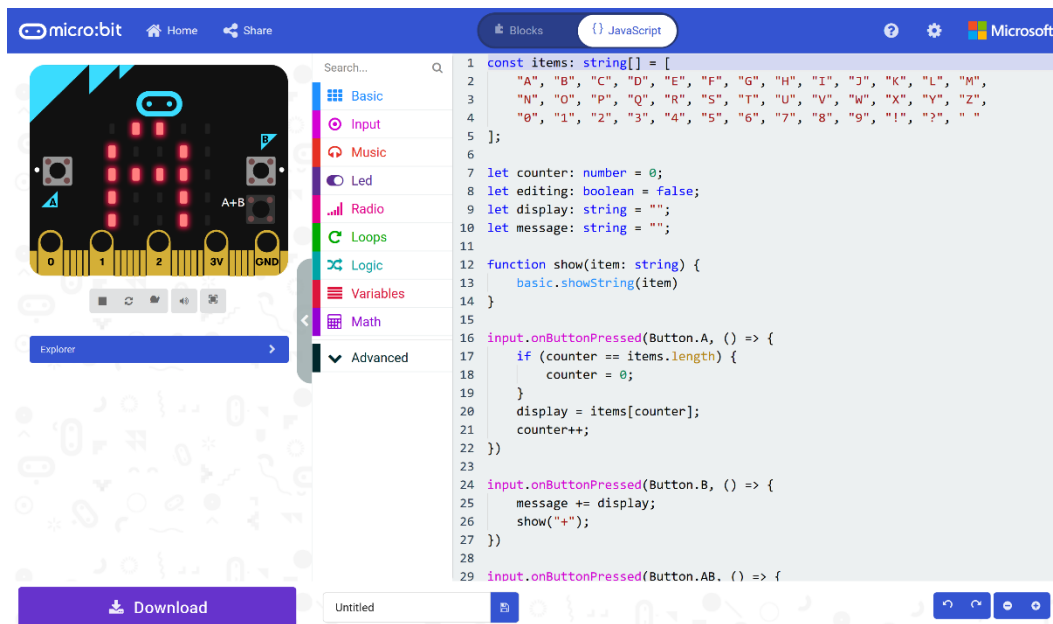 micro:bit Home Share Blocks {} JavaScript ? Microsoft
B
A
A+B
0 1 2 3V GND
Explorer
Download
Search...
Basic
Input
Music
Led
Radio
Loops
Logic
Variables
Math
Advanced
1 const items: string[] = [
2 "A", "B", "C", "D", "E", "F", "G", "H", "I", "J", "K", "L", "M",
3 "N", "O", "P", "Q", "R", "S", "T", "U", "V", "W", "X", "Y", "Z",
4 "0", "1", "2", "3", "4", "5", "6", "7", "8", "9", "!", "?", " "
5 ];
6
7 let counter: number = 0;
8 let editing: boolean = false;
9 let display: string = "";
10 let message: string = "";
11
12 function show(item: string) {
13 basic.showString(item)
14 }
15
16 input.onButtonPressed(Button.A, () => {
17 if (counter == items.length) {
18 counter = 0;
19 }
20 display = items[counter];
21 counter++;
22 })
23
24 input.onButtonPressed(Button.B, () => {
25 message += display;
26 show("+");
27 })
28
29 input.onButtonPressed(Button.AB, () => {
Untitled